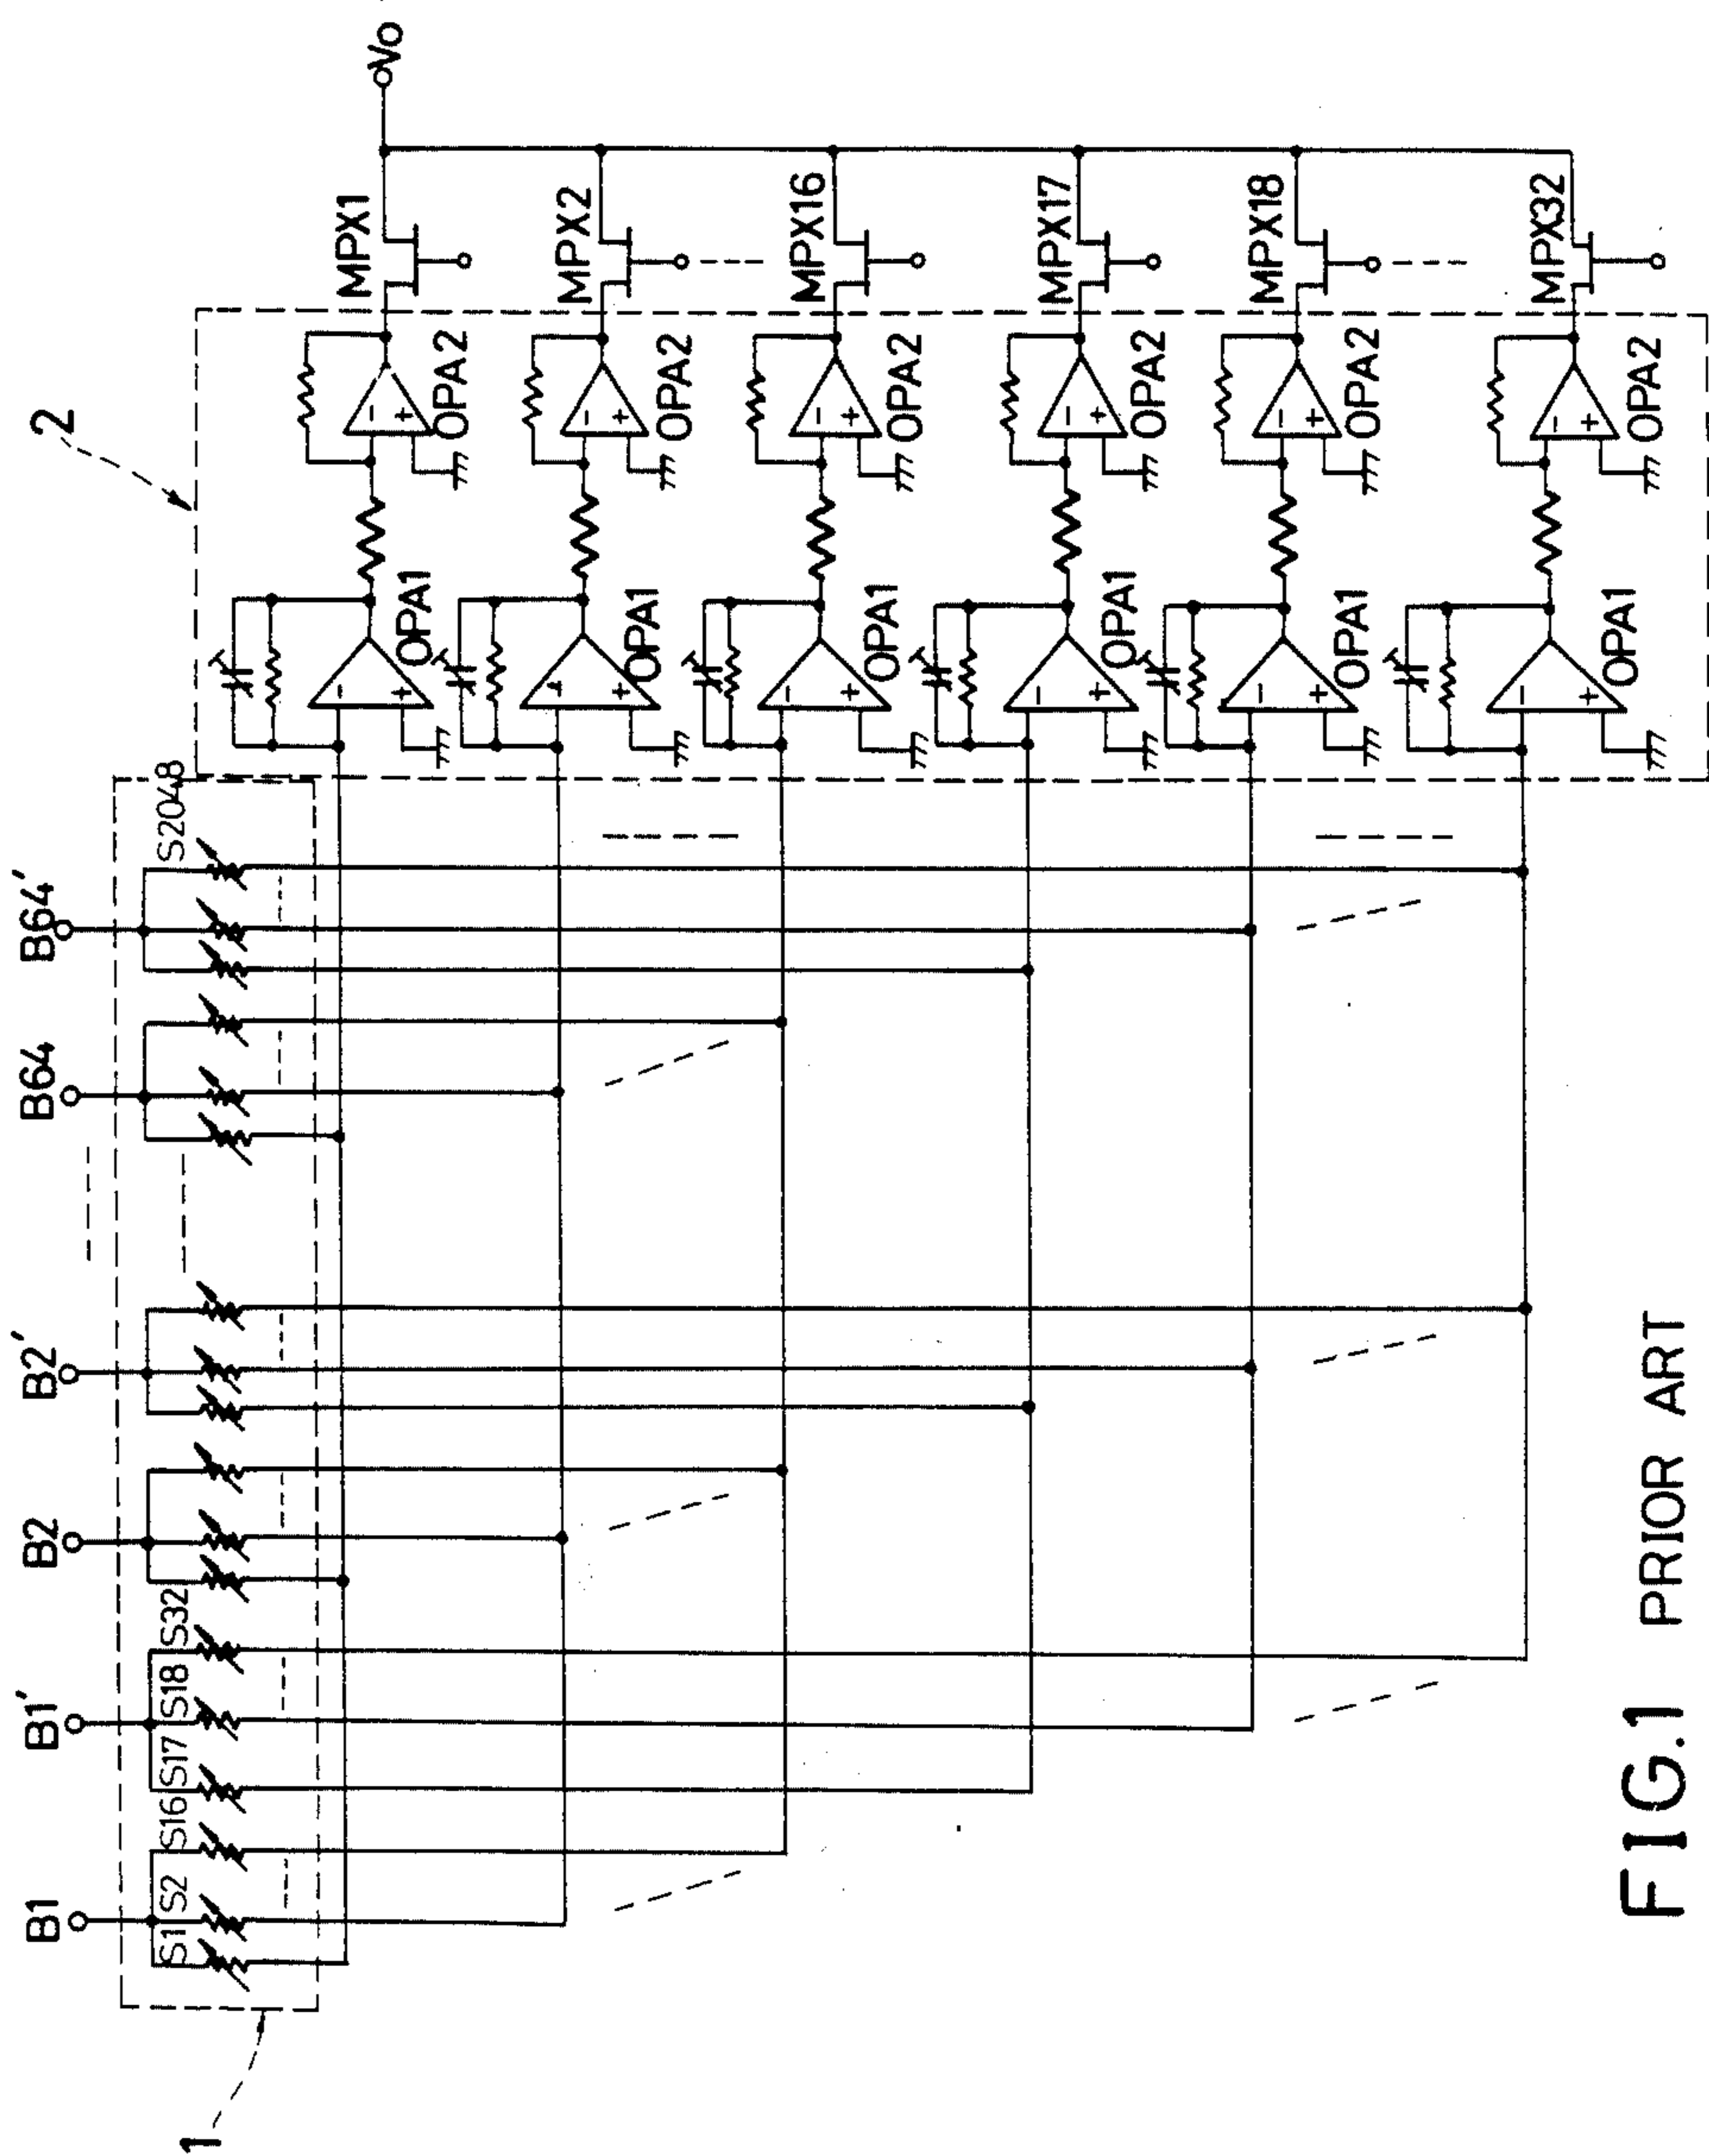 B1
B1'
B2
B2'
B64
B64'
S1
S2
S16
S17
S18
S32
S2048
1
2
OPA1
OPA2
MPX1
Vo
OPA1
OPA2
MPX2
OPA1
OPA2
MPX16
OPA1
OPA2
MPX17
OPA1
OPA2
MPX18
OPA1
OPA2
MPX32
FIG.1 PRIOR ART